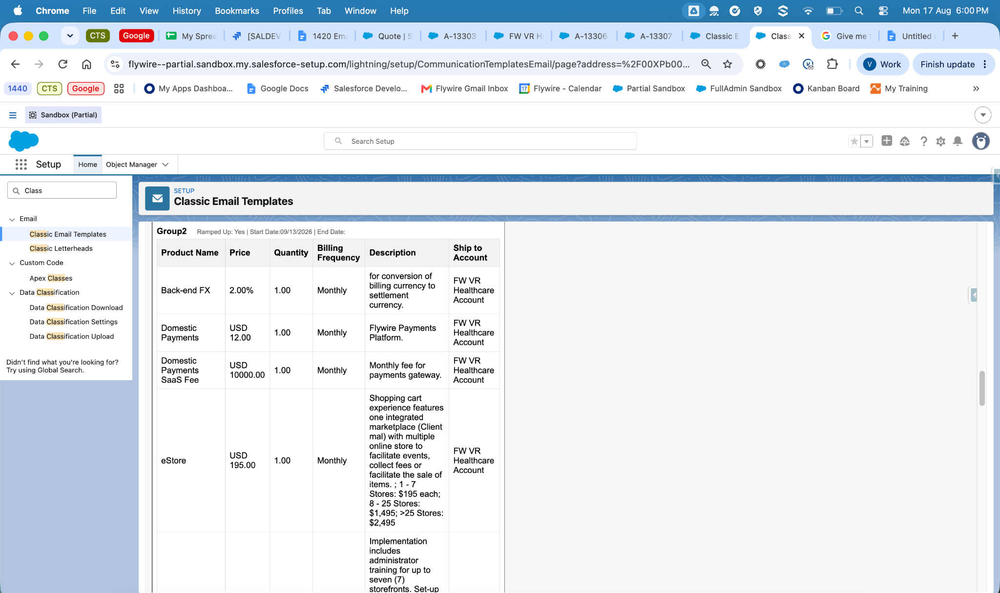 Chrome File Edit View History Bookmarks Profiles Tab Window Help Mon 17 Aug 6:00 PM
CTS Google My Sprea [SALDEV 1420 Em Quote | S A-13303 FW VR H A-13306 A-13307 Classic E Class Give me Untitled
flywire--partial.sandbox.my.salesforce-setup.com/lightning/setup/CommunicationTemplatesEmail/page?address=%2F00XPb00... V Work Finish update
1440 CTS Google My Apps Dashboa... Google Docs Salesforce Develo... Flywire Gmail Inbox 17 Flywire - Calendar Partial Sandbox FullAdmin Sandbox Kanban Board My Training
Sandbox (Partial)
Search Setup
Setup Home Object Manager
Class
Email
Classic Email Templates
Classic Letterheads
Custom Code
Apex Classes
Data Classification
Data Classification Download
Data Classification Settings
Data Classification Upload
Didn't find what you're looking for?
Try using Global Search.
SETUP
Classic Email Templates
Group2 Ramped Up: Yes | Start Date:09/13/2026 | End Date:
Product Name Price Quantity Billing Frequency Description Ship to Account
Back-end FX 2.00% 1.00 Monthly
for conversion of
billing currency to
settlement
currency.
FW VR
Healthcare
Account
Domestic
Payments
USD
12.00
1.00 Monthly
Flywire Payments
Platform.
FW VR
Healthcare
Account
Domestic
Payments
SaaS Fee
USD
10000.00
1.00 Monthly
Monthly fee for
payments gateway.
FW VR
Healthcare
Account
eStore
USD
195.00
1.00 Monthly
Shopping cart
experience features
one integrated
marketplace (Client
mal) with multiple
online store to
facilitate events,
collect fees or
facilitate the sale of
items. ; 1 - 7
Stores: $195 each;
8 - 25 Stores:
$1,495; >25 Stores:
$2,495
FW VR
Healthcare
Account
Implementation
includes
administrator
training for up to
seven (7)
storefronts. Set-up